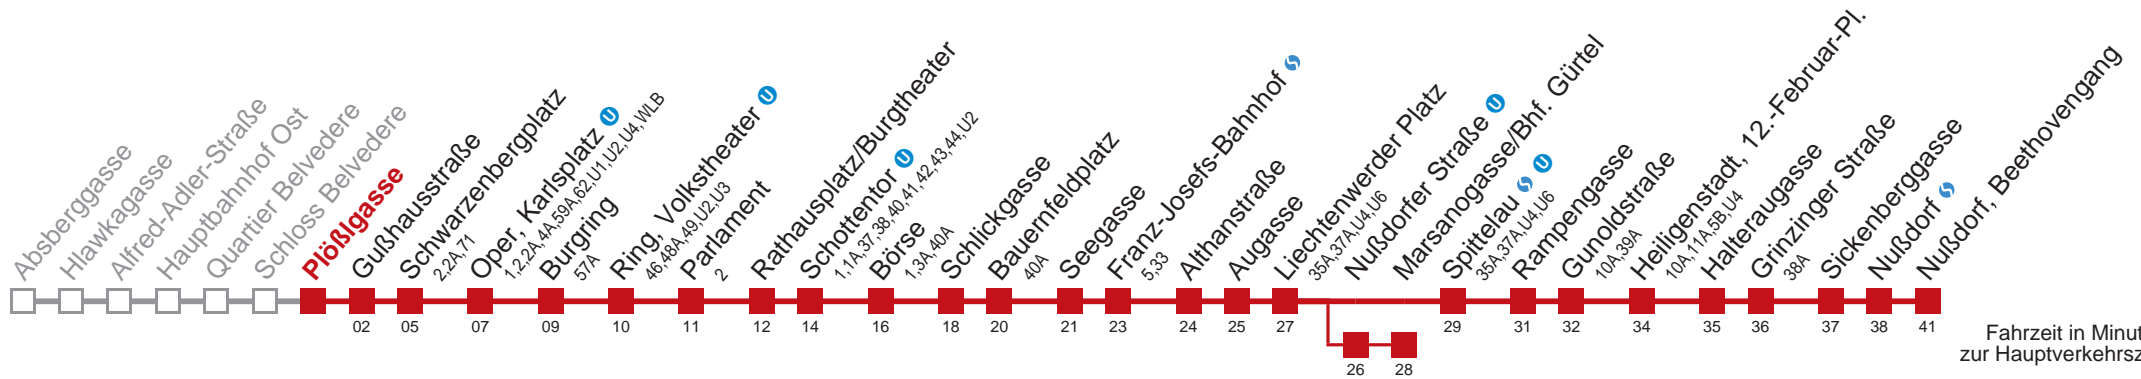 Absberggasse
Hlawkagasse
Alfred-Adler-Straße
Hauptbahnhof Ost
Quartier Belvedere
Schloss Belvedere
Plößlgasse
Gußhausstraße
Schwarzenbergplatz
2,2A,71
Oper, Karlsplatz U
1,2,2A,4A,59A,62,U1,U2,U4,WLB
Burgring
57A
Ring, Volkstheater U
46,48A,49,U2,U3
Parlament
2
Rathausplatz/Burgtheater
Schottentor U
1,1A,37,38,40,41,42,43,44,U2
Börse
1,3A,40A
Schlickgasse
Bauernfeldplatz
40A
Seegasse
Franz-Josefs-Bahnhof S
5,33
Althanstraße
Augasse
Liechtenwerder Platz
35A,37A,U4,U6
Nußdorfer Straße U
Marsanogasse/Bhf. Gürtel
Spittelau S U
35A,37A,U4,U6
Rampengasse
Gunoldstraße
10A,39A
Heiligenstadt, 12.-Februar-Pl.
10A,11A,5B,U4
Halteraugasse
Grinzinger Straße
38A
Sickenberggasse
Nußdorf S
Nußdorf, Beethovengang
02 05 07 09 10 11 12 14 16 18 20 21 23 24 25 27 29 31 32 34 35 36 37 38 41
26 28
Fahrzeit in Minut
zur Hauptverkehrsz